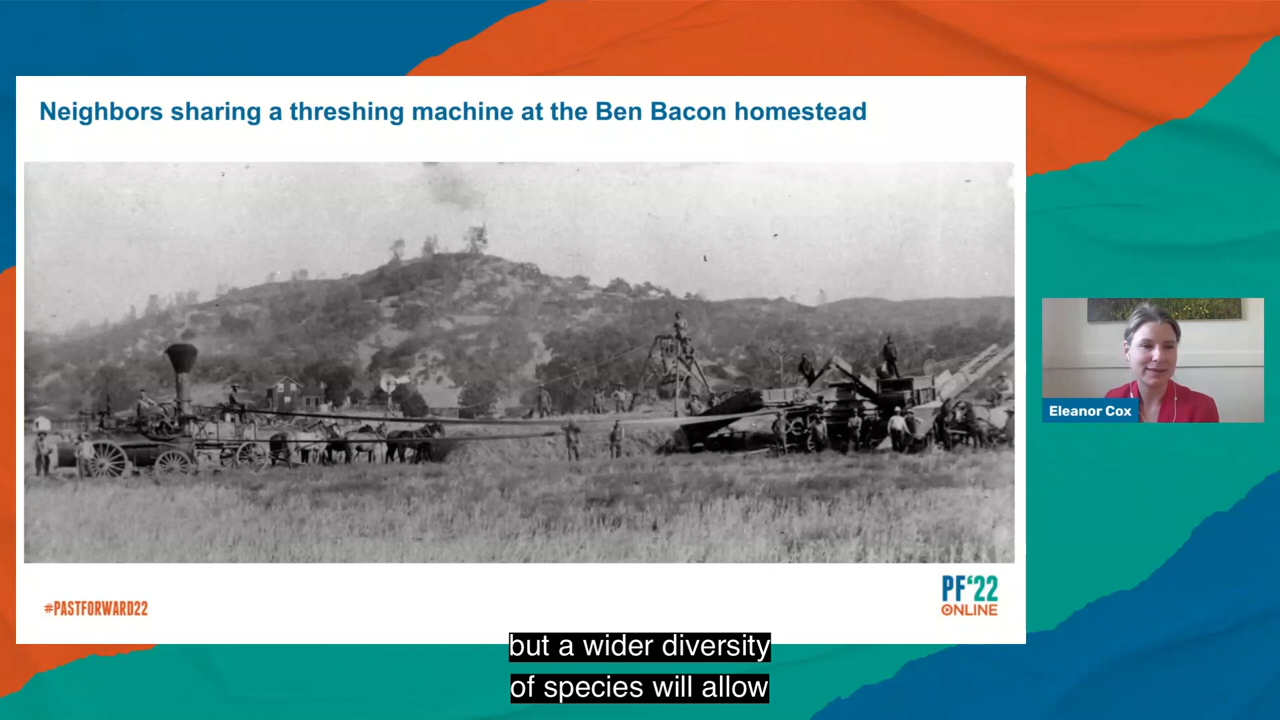 Neighbors sharing a threshing machine at the Ben Bacon homestead
Eleanor Cox
#PASTFORWARD22
PF'22
ONLINE
but a wider diversity
of species will allow